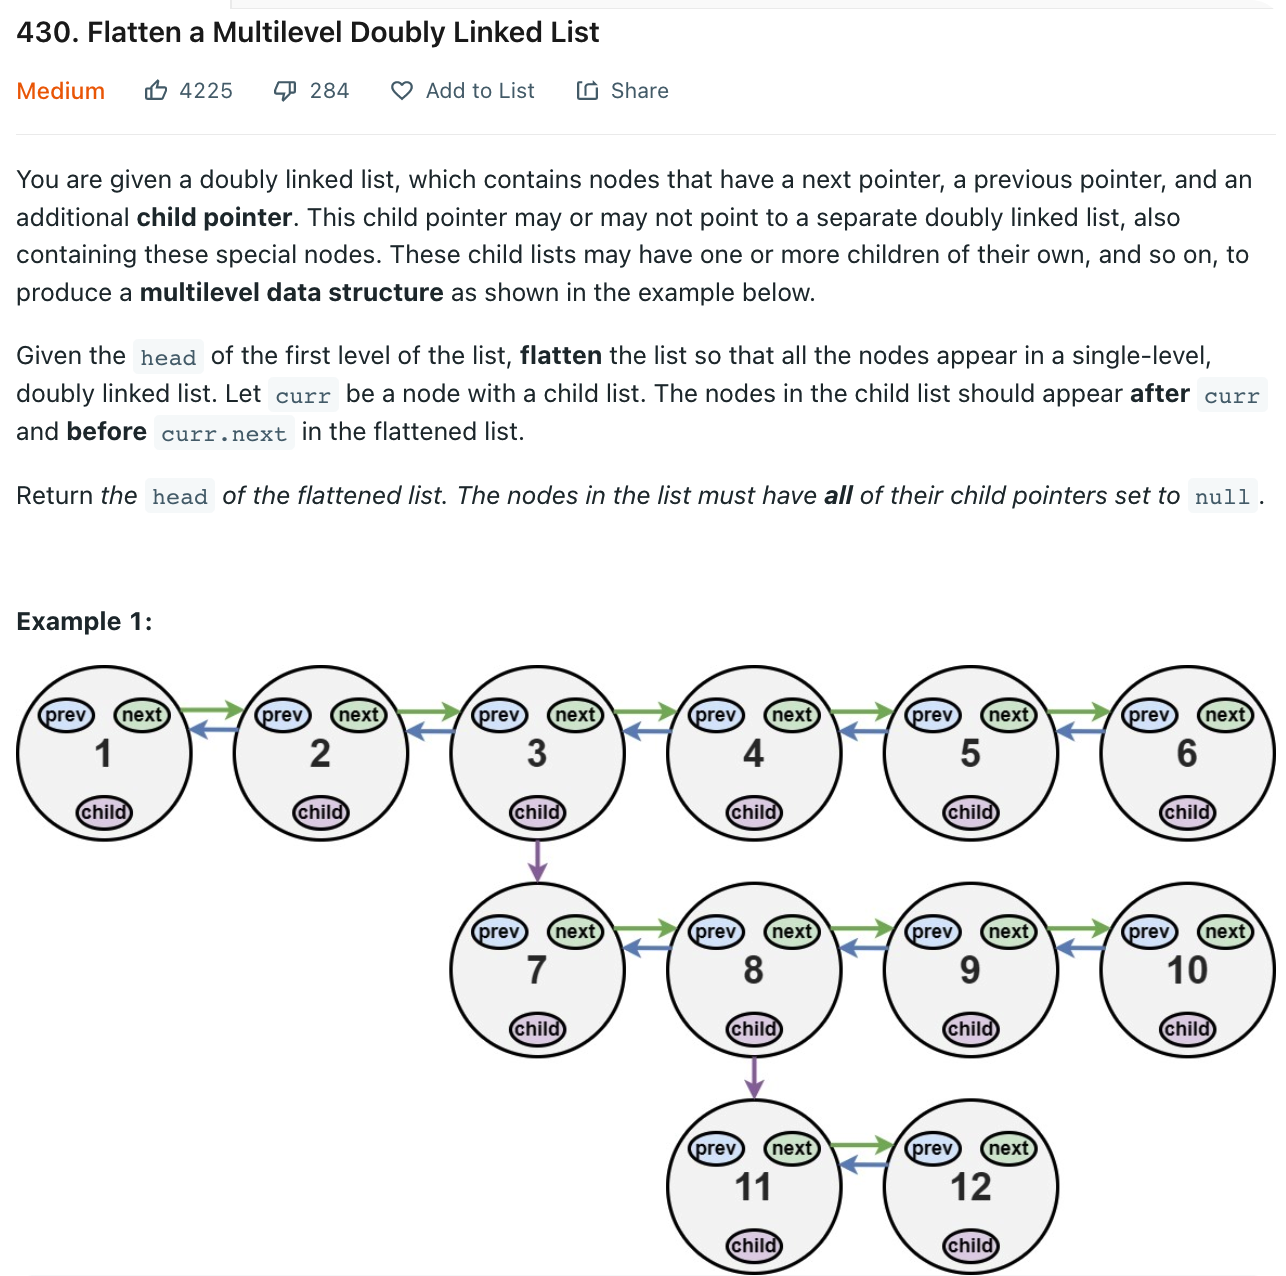 430. Flatten a Multilevel Doubly Linked List
Medium 4225 284 Add to List Share
You are given a doubly linked list, which contains nodes that have a next pointer, a previous pointer, and an
additional child pointer. This child pointer may or may not point to a separate doubly linked list, also
containing these special nodes. These child lists may have one or more children of their own, and so on, to
produce a multilevel data structure as shown in the example below.
Given the head of the first level of the list, flatten the list so that all the nodes appear in a single-level,
doubly linked list. Let curr be a node with a child list. The nodes in the child list should appear after curr
and before curr.next in the flattened list.
Return the head of the flattened list. The nodes in the list must have all of their child pointers set to null.
Example 1:
prev next prev next prev next prev next prev next prev next
1 2 3 4 5 6
child child child child child child
prev next prev next prev next prev next
7 8 9 10
child child child child
prev next prev next
11 12
child child